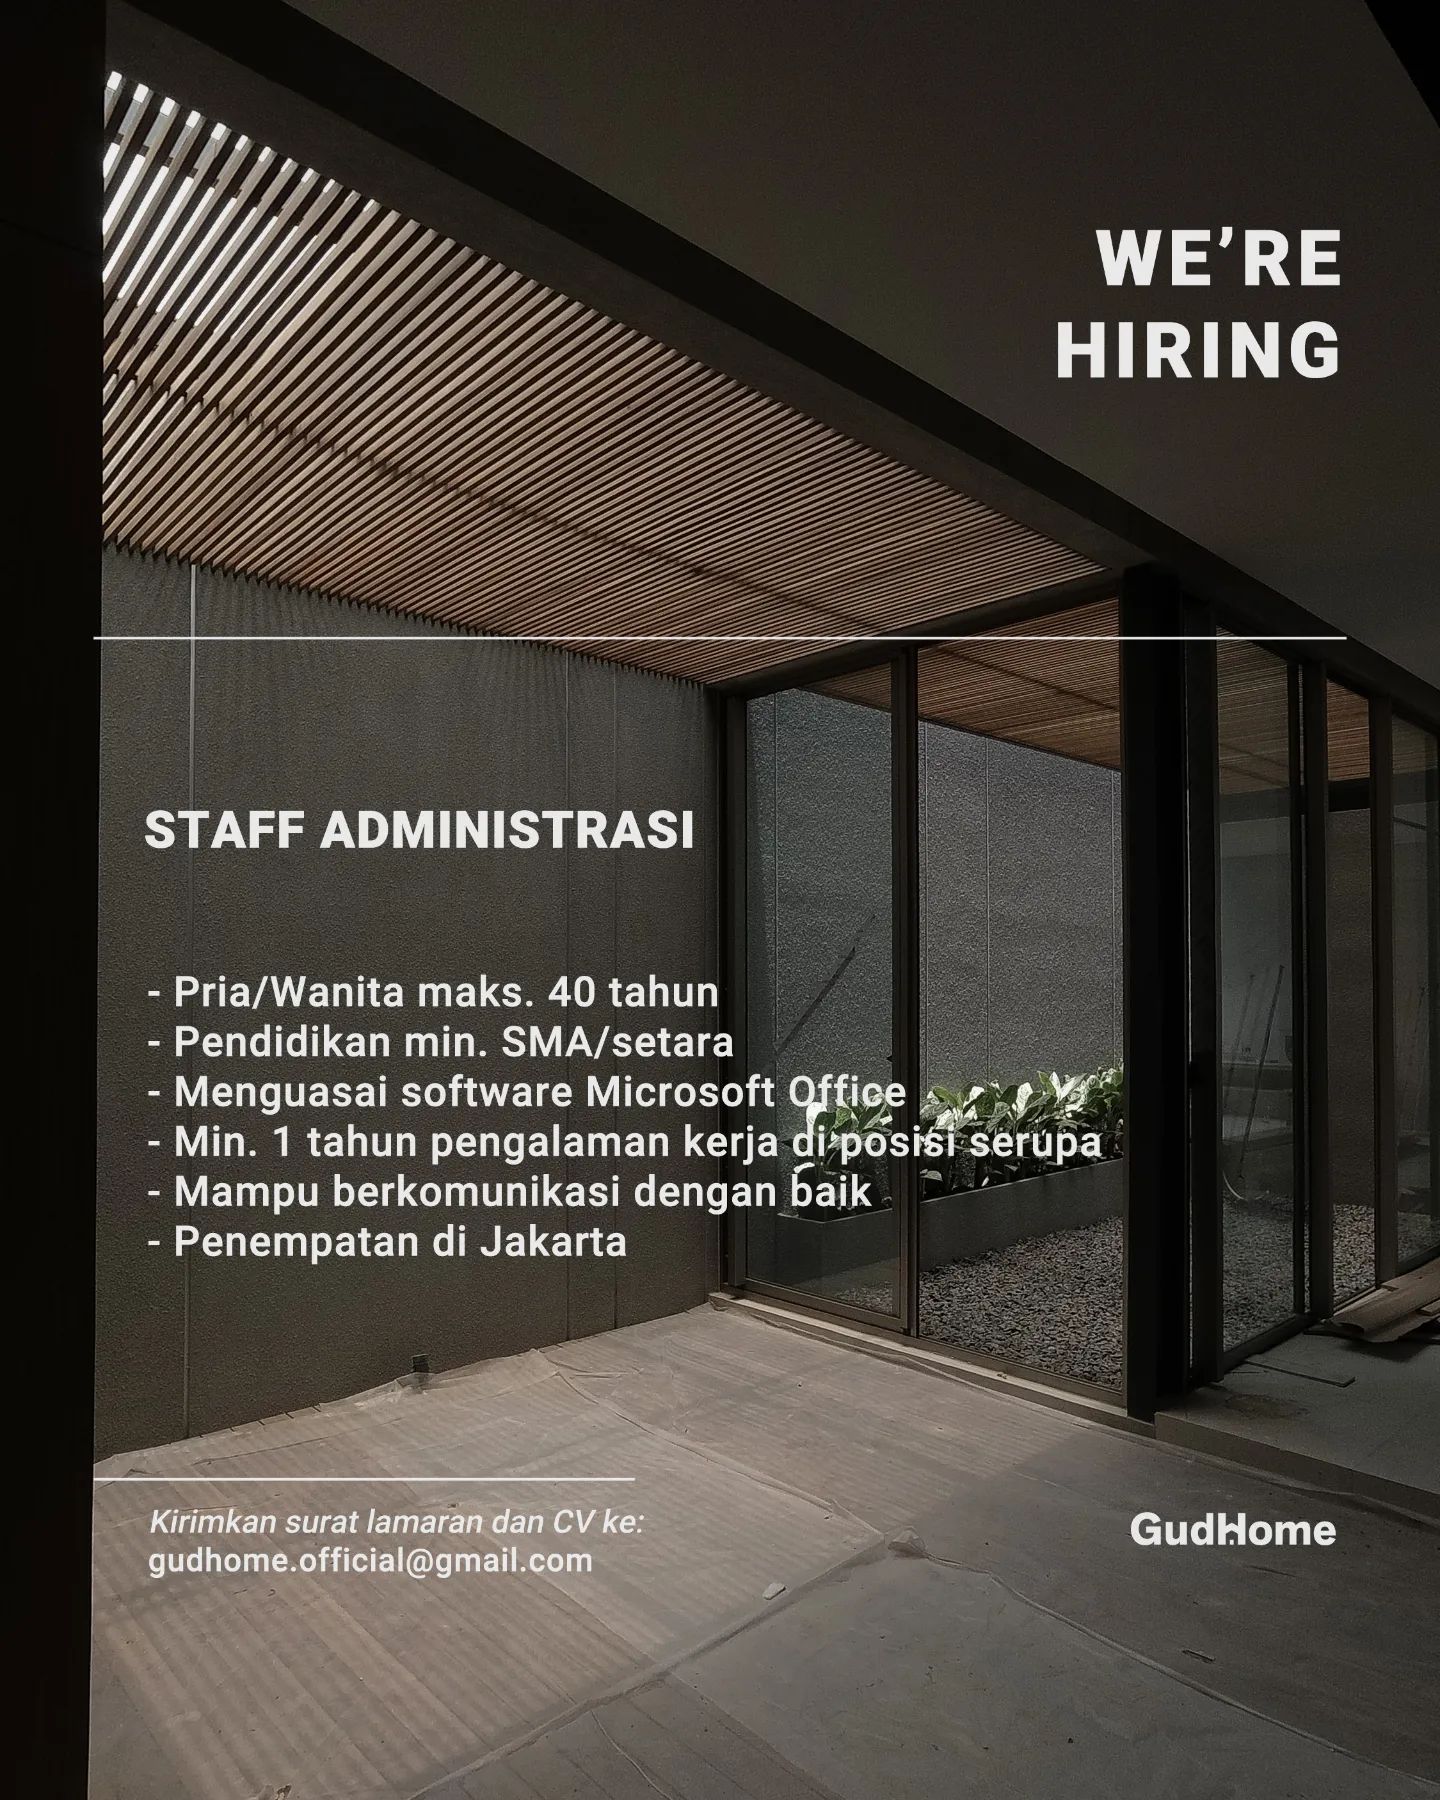 WE’RE
HIRING
STAFF ADMINISTRASI
- Pria/Wanita maks. 40 tahun
- Pendidikan min. SMA/setara
- Menguasai software Microsoft Office
- Min. 1 tahun pengalaman kerja di posisi serupa
- Mampu berkomunikasi dengan baik
- Penempatan di Jakarta
Kirimkan surat lamaran dan CV ke:
gudhome.official@gmail.com
GudHome